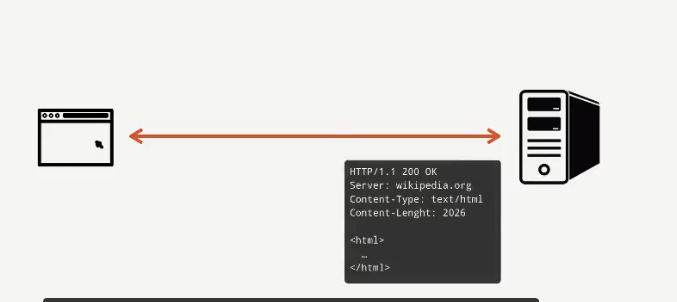 HTTP/1.1 200 OK
Server: wikipedia.org
Content-Type: text/html
Content-Lenght: 2026

<html>
  …
</html>